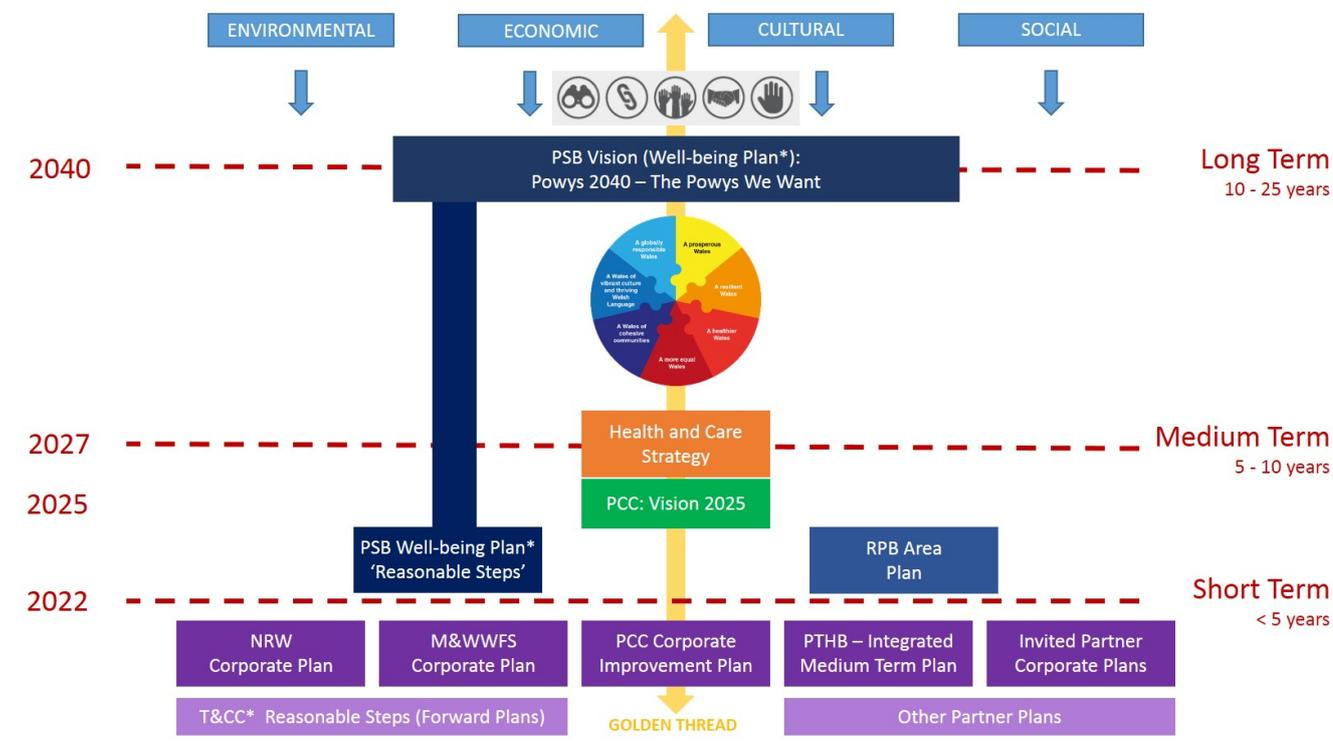 ENVIRONMENTAL
ECONOMIC
CULTURAL
SOCIAL
2040
PSB Vision (Well-being Plan*):
Powys 2040 – The Powys We Want
Long Term
10 - 25 years
A globally
responsible
Wales
A prosperous
Wales
A Wales of
vibrant culture
and thriving
Welsh
Language
A resilient
Wales
A Wales of
cohesive
communities
A healthier
Wales
A more equal
Wales
2027
Health and Care
Strategy
Medium Term
5 - 10 years
2025
PCC: Vision 2025
PSB Well-being Plan*
‘Reasonable Steps’
RPB Area
Plan
2022
Short Term
< 5 years
NRW
Corporate Plan
M&WWFS
Corporate Plan
PCC Corporate
Improvement Plan
PTHB – Integrated
Medium Term Plan
Invited Partner
Corporate Plans
T&CC* Reasonable Steps (Forward Plans)
GOLDEN THREAD
Other Partner Plans